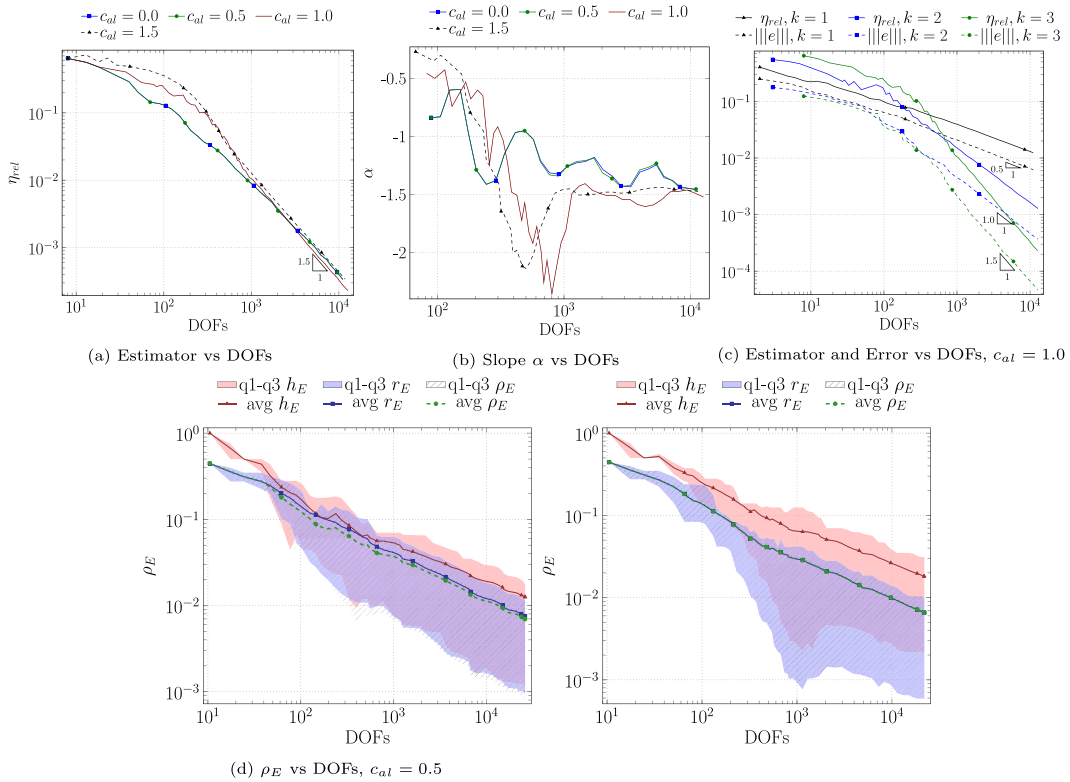 c_al = 0.0 c_al = 0.5 c_al = 1.0
c_al = 1.5
η_rel
10^-1
10^-2
10^-3
10^1 10^2 10^3 10^4
DOFs
1.5
1
(a) Estimator vs DOFs
c_al = 0.0 c_al = 0.5 c_al = 1.0
c_al = 1.5
α
-0.5
-1
-1.5
-2
10^2 10^3 10^4
DOFs
(b) Slope α vs DOFs
η_rel, k = 1 η_rel, k = 2 η_rel, k = 3
|||e|||, k = 1 |||e|||, k = 2 |||e|||, k = 3
10^-1
10^-2
10^-3
10^-4
0.5
1
1.0
1
1.5
1
10^1 10^2 10^3 10^4
DOFs
(c) Estimator and Error vs DOFs, c_al = 1.0
q1-q3 h_E q1-q3 r_E q1-q3 ρ_E
avg h_E avg r_E avg ρ_E
ρ_E
10^0
10^-1
10^-2
10^-3
10^1 10^2 10^3 10^4
DOFs
q1-q3 h_E q1-q3 r_E q1-q3 ρ_E
avg h_E avg r_E avg ρ_E
ρ_E
10^0
10^-1
10^-2
10^-3
10^1 10^2 10^3 10^4
DOFs
(d) ρ_E vs DOFs, c_al = 0.5